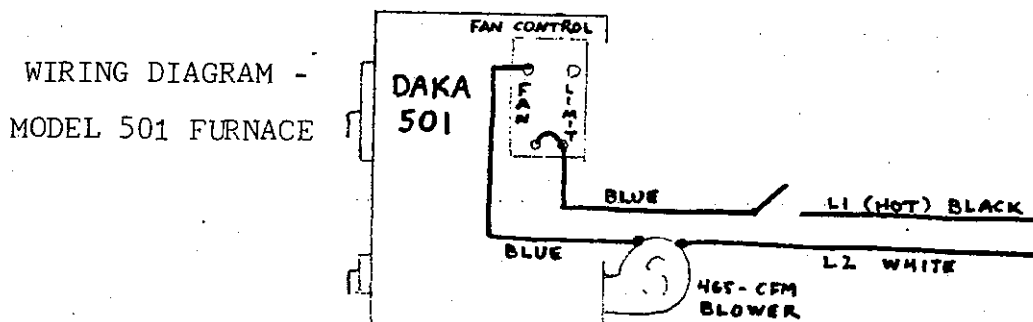 WIRING DIAGRAM -
MODEL 501 FURNACE
FAN CONTROL
DAKA
501
FAN
LIMIT
BLUE
L1 (HOT) BLACK
BLUE
L2 WHITE
465-CFM
BLOWER